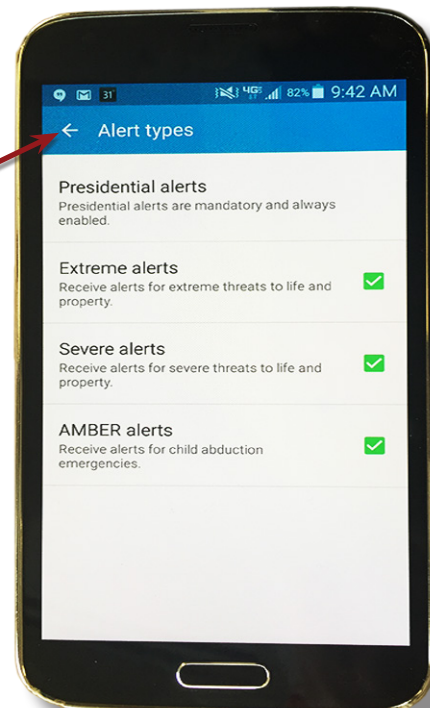 31 4G 82% 9:42 AM
Alert types
Presidential alerts
Presidential alerts are mandatory and always
enabled.
Extreme alerts
Receive alerts for extreme threats to life and
property.
Severe alerts
Receive alerts for severe threats to life and
property.
AMBER alerts
Receive alerts for child abduction
emergencies.